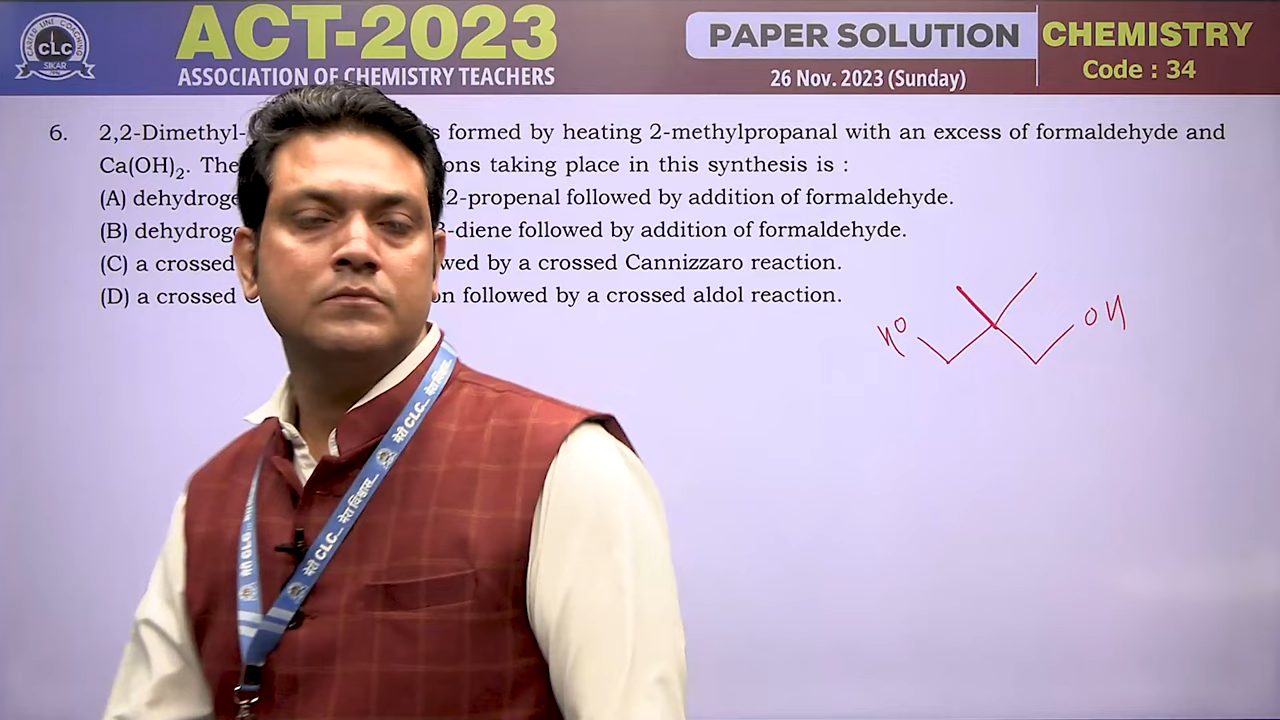 CAREER LINE COACHING
CLC
SIKAR
ACT-2023
ASSOCIATION OF CHEMISTRY TEACHERS
PAPER SOLUTION
26 Nov. 2023 (Sunday)
CHEMISTRY
Code : 34
6. 2,2-Dimethyl- s formed by heating 2-methylpropanal with an excess of formaldehyde and
Ca(OH)₂. The ons taking place in this synthesis is :
(A) dehydroge 2-propenal followed by addition of formaldehyde.
(B) dehydroge 3-diene followed by addition of formaldehyde.
(C) a crossed wed by a crossed Cannizzaro reaction.
(D) a crossed on followed by a crossed aldol reaction.
HO
OH
मेरी CLC... मेरा विश्वास...
मेरी CLC...